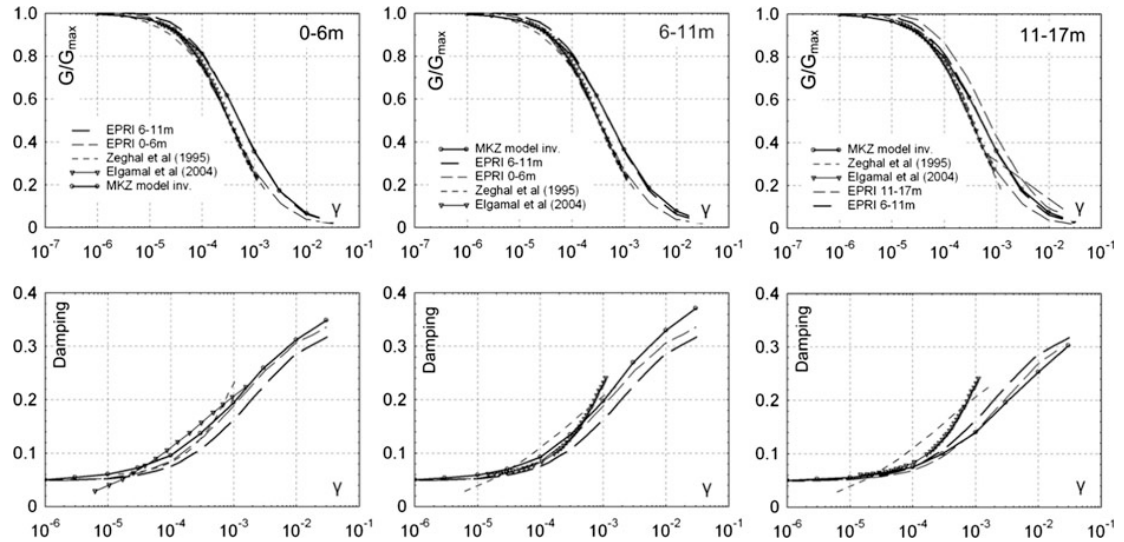 1.0
0.8
0.6
0.4
0.2
0
G/Gmax
0-6m
EPRI 6-11m
EPRI 0-6m
Zeghal et al (1995)
Elgamal et al (2004)
MKZ model inv.
γ
10-7 10-6 10-5 10-4 10-3 10-2 10-1
1.0
0.8
0.6
0.4
0.2
0
G/Gmax
6-11m
MKZ model inv.
EPRI 6-11m
EPRI 0-6m
Zeghal et al (1995)
Elgamal et al (2004)
γ
10-7 10-6 10-5 10-4 10-3 10-2 10-1
1.0
0.8
0.6
0.4
0.2
0
G/Gmax
11-17m
MKZ model inv.
Zeghal et al (1995)
Elgamal et al (2004)
EPRI 11-17m
EPRI 6-11m
γ
10-7 10-6 10-5 10-4 10-3 10-2 10-1
0.4
0.3
0.2
0.1
0
Damping
γ
10-6 10-5 10-4 10-3 10-2 10-1
0.4
0.3
0.2
0.1
0
Damping
γ
10-6 10-5 10-4 10-3 10-2 10-1
0.4
0.3
0.2
0.1
0
Damping
γ
10-6 10-5 10-4 10-3 10-2 10-1